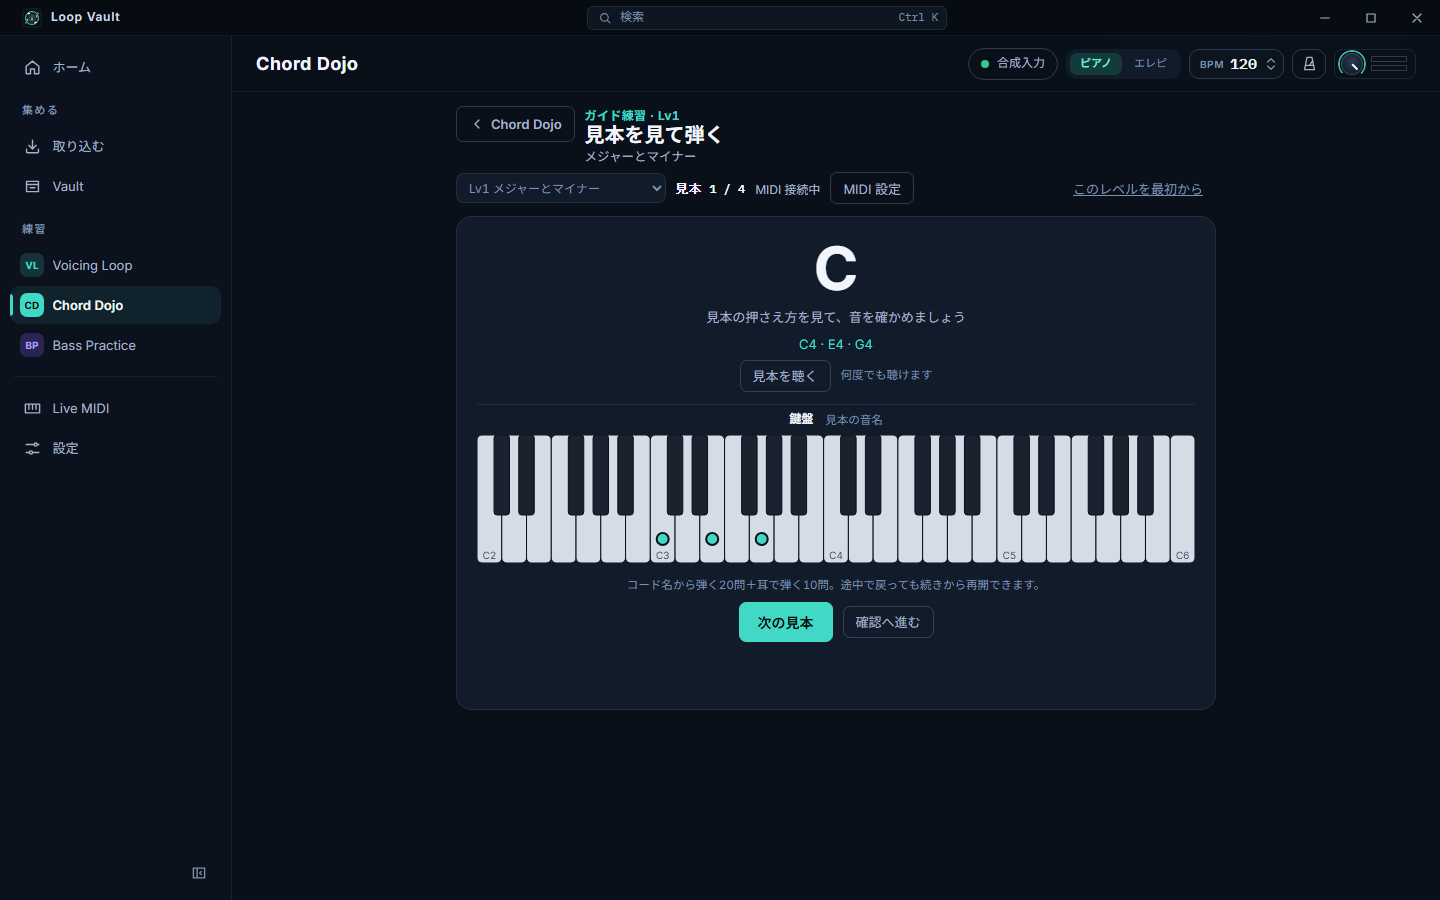 Loop Vault
検索
Ctrl K
ホーム
集める
取り込む
Vault
練習
VL Voicing Loop
CD Chord Dojo
BP Bass Practice
Live MIDI
設定
Chord Dojo
合成入力
ピアノ
エレピ
BPM 120
Chord Dojo
ガイド練習 · Lv1
見本を見て弾く
メジャーとマイナー
Lv1 メジャーとマイナー
見本 1 / 4
MIDI 接続中
MIDI 設定
このレベルを最初から
C
見本の押さえ方を見て、音を確かめましょう
C4 · E4 · G4
見本を聴く
何度でも聴けます
鍵盤 見本の音名
C2 C3 C4 C5 C6
コード名から弾く20問＋耳で弾く10問。途中で戻っても続きから再開できます。
次の見本
確認へ進む